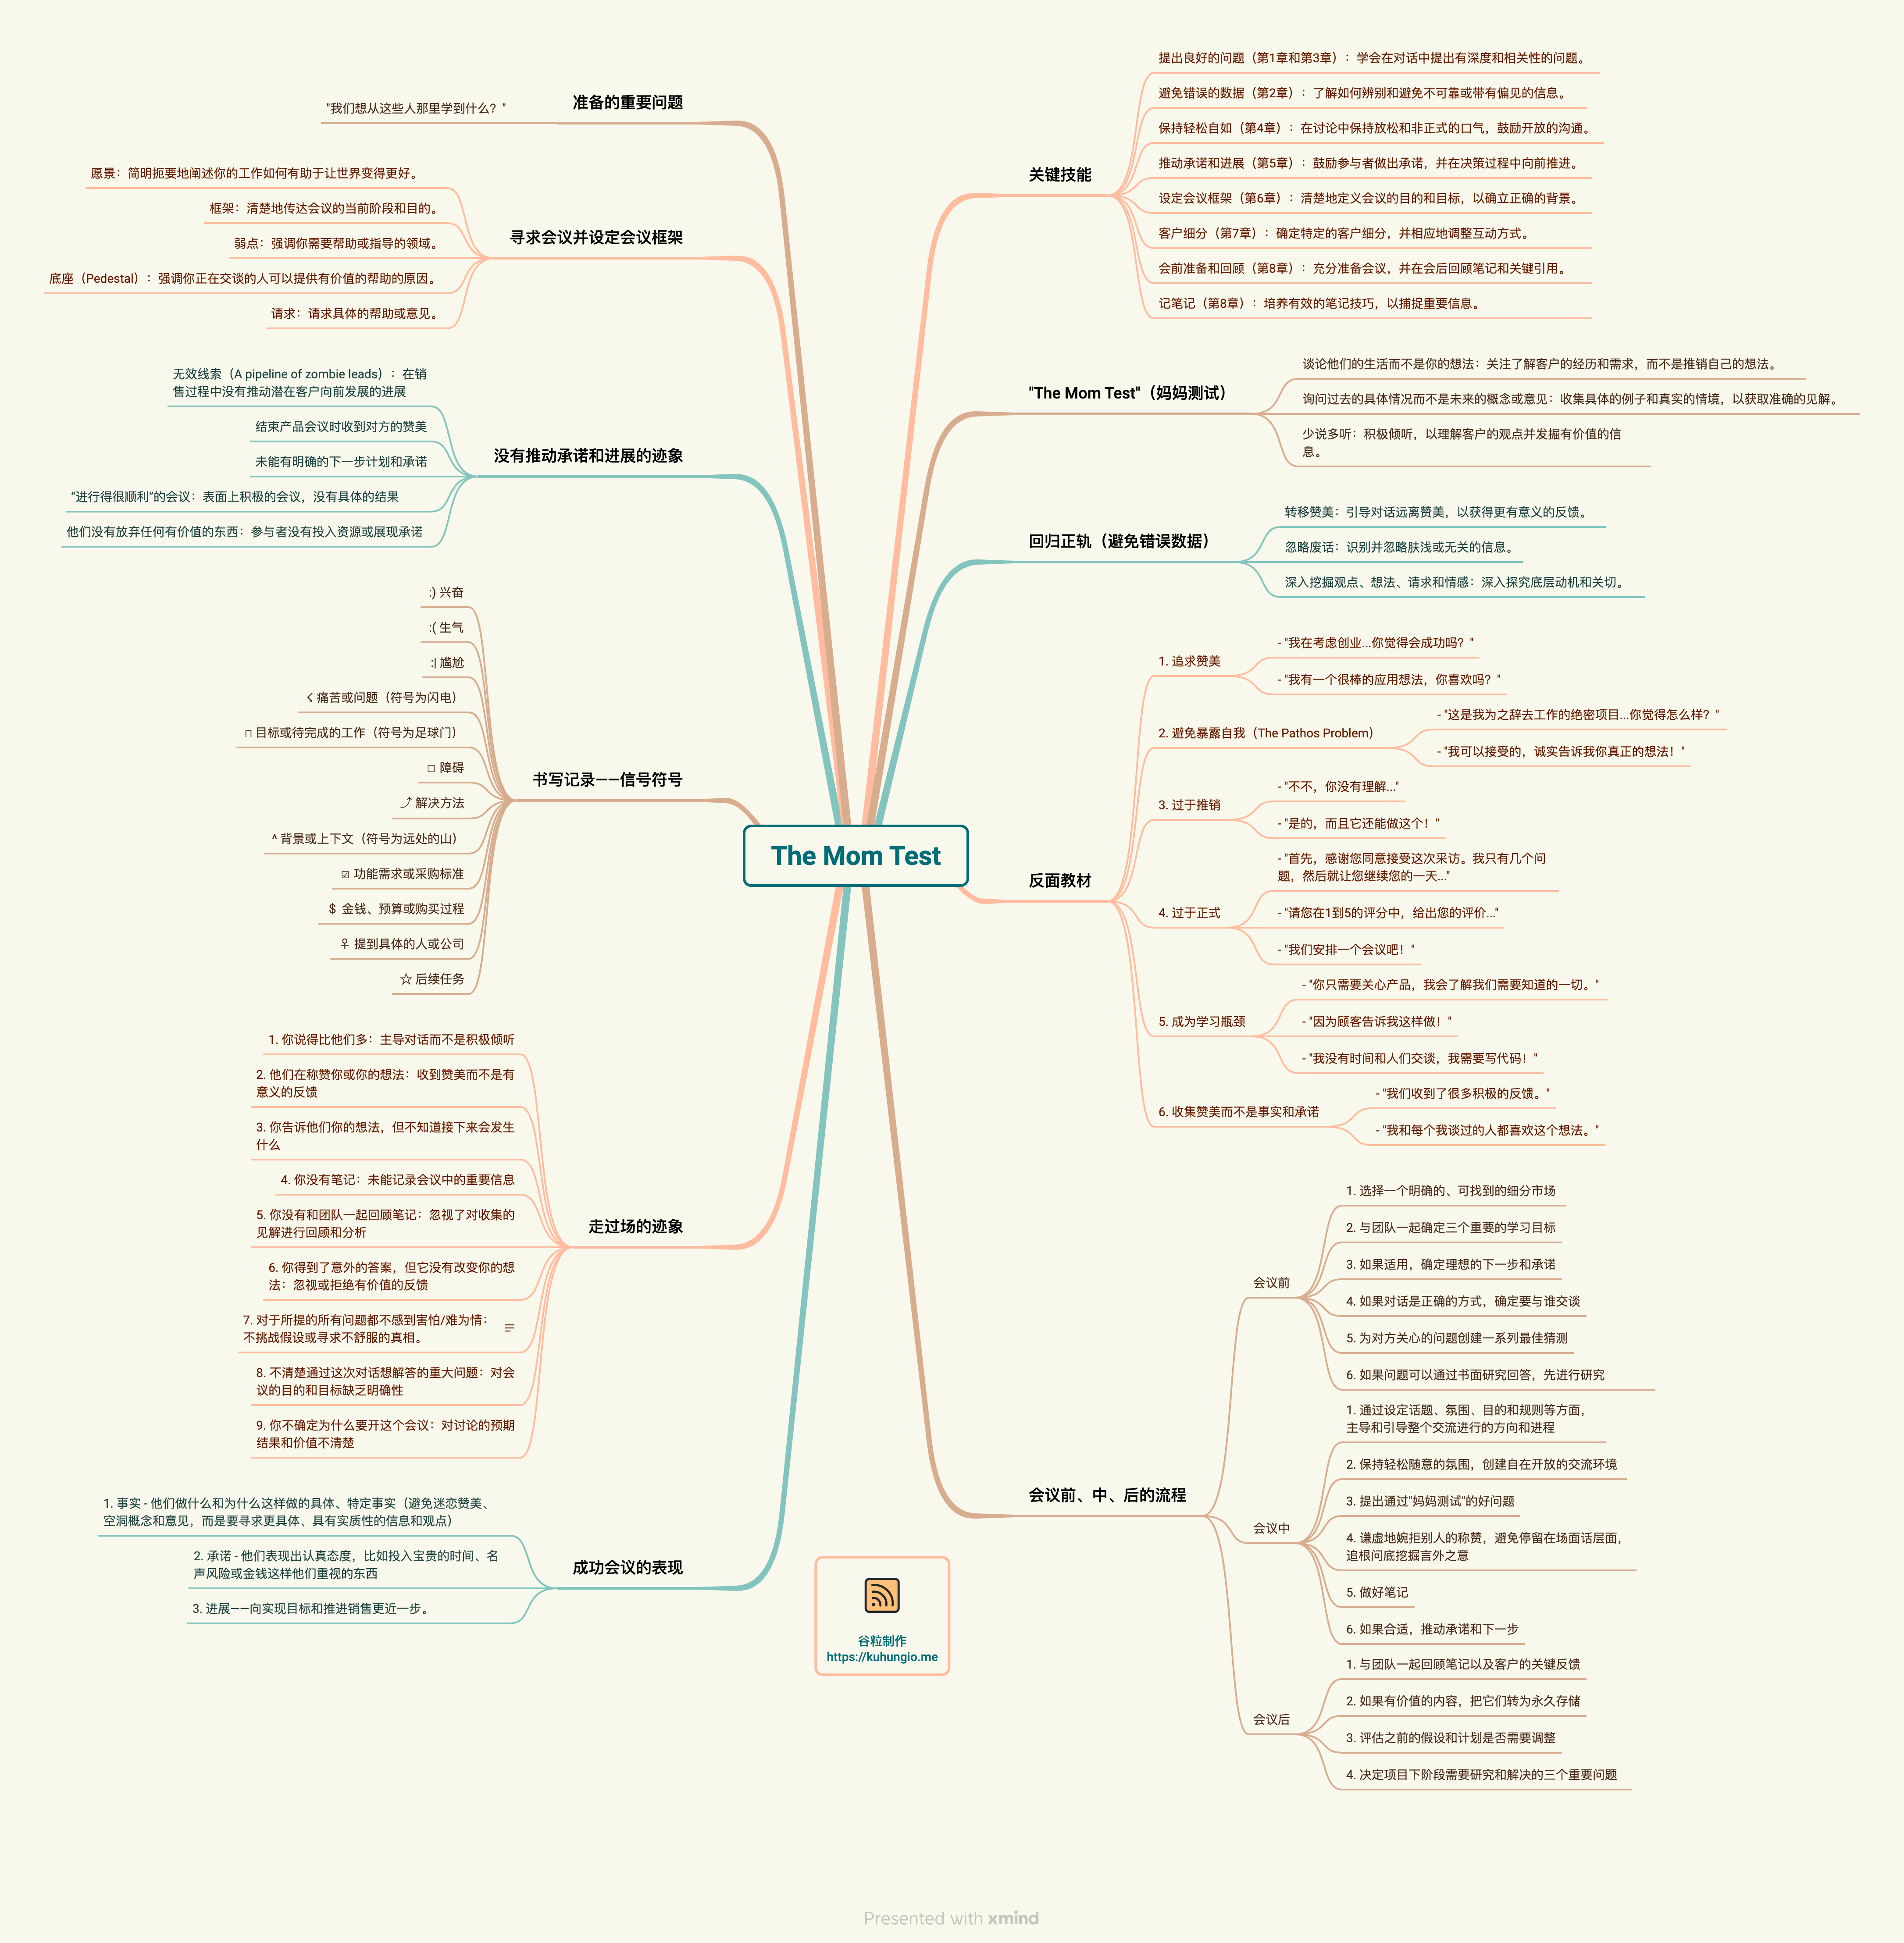 The Mom Test
关键技能
提出良好的问题（第1章和第3章）：学会在对话中提出有深度和相关性的问题。
避免错误的数据（第2章）：了解如何辨别和避免不可靠或带有偏见的信息。
保持轻松自如（第4章）：在讨论中保持放松和非正式的口气，鼓励开放的沟通。
推动承诺和进展（第5章）：鼓励参与者做出承诺，并在决策过程中向前推进。
设定会议框架（第6章）：清楚地定义会议的目的和目标，以确立正确的背景。
客户细分（第7章）：确定特定的客户细分，并相应地调整互动方式。
会前准备和回顾（第8章）：充分准备会议，并在会后回顾笔记和关键引用。
记笔记（第8章）：培养有效的笔记技巧，以捕捉重要信息。
"The Mom Test"（妈妈测试）
谈论他们的生活而不是你的想法：关注了解客户的经历和需求，而不是推销自己的想法。
询问过去的具体情况而不是未来的概念或意见：收集具体的例子和真实的情境，以获取准确的见解。
少说多听：积极倾听，以理解客户的观点并发掘有价值的信
息。
回归正轨（避免错误数据）
转移赞美：引导对话远离赞美，以获得更有意义的反馈。
忽略废话：识别并忽略肤浅或无关的信息。
深入挖掘观点、想法、请求和情感：深入探究底层动机和关切。
反面教材
1. 追求赞美
- "我在考虑创业...你觉得会成功吗？"
- "我有一个很棒的应用想法，你喜欢吗？"
2. 避免暴露自我（The Pathos Problem）
- "这是我为之辞去工作的绝密项目...你觉得怎么样？"
- "我可以接受的，诚实告诉我你真正的想法！"
3. 过于推销
- "不不，你没有理解..."
- "是的，而且它还能做这个！"
4. 过于正式
- "首先，感谢您同意接受这次采访。我只有几个问
题，然后就让您继续您的一天..."
- "请您在1到5的评分中，给出您的评价..."
- "我们安排一个会议吧！"
5. 成为学习瓶颈
- "你只需要关心产品，我会了解我们需要知道的一切。"
- "因为顾客告诉我这样做！"
- "我没有时间和人们交谈，我需要写代码！"
6. 收集赞美而不是事实和承诺
- "我们收到了很多积极的反馈。"
- "我和每个我谈过的人都喜欢这个想法。"
会议前、中、后的流程
会议前
1. 选择一个明确的、可找到的细分市场
2. 与团队一起确定三个重要的学习目标
3. 如果适用，确定理想的下一步和承诺
4. 如果对话是正确的方式，确定要与谁交谈
5. 为对方关心的问题创建一系列最佳猜测
6. 如果问题可以通过书面研究回答，先进行研究
会议中
1. 通过设定话题、氛围、目的和规则等方面，
主导和引导整个交流进行的方向和进程
2. 保持轻松随意的氛围，创建自在开放的交流环境
3. 提出通过"妈妈测试"的好问题
4. 谦虚地婉拒别人的称赞，避免停留在场面话层面，
追根问底挖掘言外之意
5. 做好笔记
6. 如果合适，推动承诺和下一步
会议后
1. 与团队一起回顾笔记以及客户的关键反馈
2. 如果有价值的内容，把它们转为永久存储
3. 评估之前的假设和计划是否需要调整
4. 决定项目下阶段需要研究和解决的三个重要问题
准备的重要问题
"我们想从这些人那里学到什么？"
寻求会议并设定会议框架
愿景：简明扼要地阐述你的工作如何有助于让世界变得更好。
框架：清楚地传达会议的当前阶段和目的。
弱点：强调你需要帮助或指导的领域。
底座（Pedestal）：强调你正在交谈的人可以提供有价值的帮助的原因。
请求：请求具体的帮助或意见。
没有推动承诺和进展的迹象
无效线索（A pipeline of zombie leads）：在销
售过程中没有推动潜在客户向前发展的进展
结束产品会议时收到对方的赞美
未能有明确的下一步计划和承诺
“进行得很顺利”的会议：表面上积极的会议，没有具体的结果
他们没有放弃任何有价值的东西：参与者没有投入资源或展现承诺
书写记录——信号符号
:) 兴奋
:( 生气
:| 尴尬
☇ 痛苦或问题（符号为闪电）
⊓ 目标或待完成的工作（符号为足球门）
□ 障碍
⤴ 解决方法
^ 背景或上下文（符号为远处的山）
☑ 功能需求或采购标准
$ 金钱、预算或购买过程
♀ 提到具体的人或公司
☆ 后续任务
走过场的迹象
1. 你说得比他们多：主导对话而不是积极倾听
2. 他们在称赞你或你的想法：收到赞美而不是有
意义的反馈
3. 你告诉他们你的想法，但不知道接下来会发生
什么
4. 你没有笔记：未能记录会议中的重要信息
5. 你没有和团队一起回顾笔记：忽视了对收集的
见解进行回顾和分析
6. 你得到了意外的答案，但它没有改变你的想
法：忽视或拒绝有价值的反馈
7. 对于所提的所有问题都不感到害怕/难为情：
不挑战假设或寻求不舒服的真相。
8. 不清楚通过这次对话想解答的重大问题：对会
议的目的和目标缺乏明确性
9. 你不确定为什么要开这个会议：对讨论的预期
结果和价值不清楚
成功会议的表现
1. 事实 - 他们做什么和为什么这样做的具体、特定事实（避免迷恋赞美、
空洞概念和意见，而是要寻求更具体、具有实质性的信息和观点）
2. 承诺 - 他们表现出认真态度，比如投入宝贵的时间、名
声风险或金钱这样他们重视的东西
3. 进展——向实现目标和推进销售更近一步。
谷粒制作
https://kuhungio.me
Presented with xmind